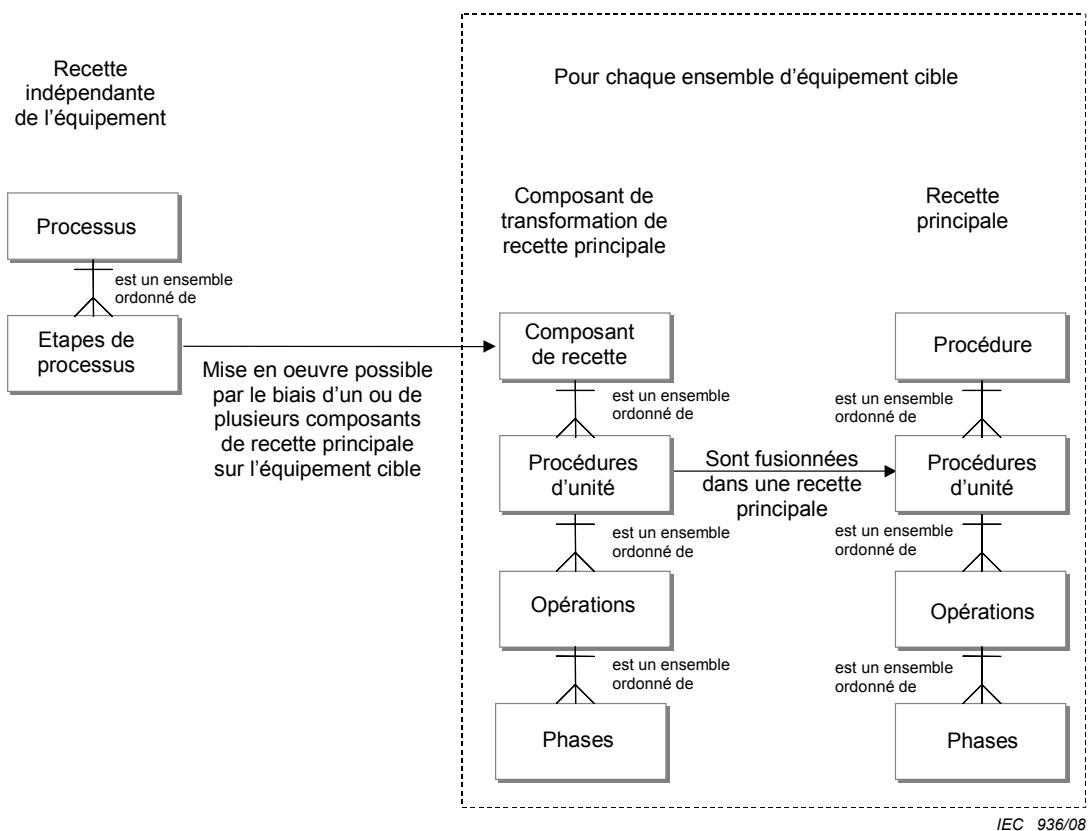 Recette
indépendante
de l'équipement
Pour chaque ensemble d'équipement cible
Composant de
transformation de
recette principale
Recette
principale
Processus
est un ensemble
ordonné de
Etapes de
processus
Mise en oeuvre possible
par le biais d'un ou de
plusieurs composants
de recette principale
sur l'équipement cible
Composant
de recette
est un ensemble
ordonné de
Procédures
d'unité
est un ensemble
ordonné de
Opérations
est un ensemble
ordonné de
Phases
Sont fusionnées
dans une recette
principale
Procédure
est un ensemble
ordonné de
Procédures
d'unité
est un ensemble
ordonné de
Opérations
est un ensemble
ordonné de
Phases
IEC 936/08